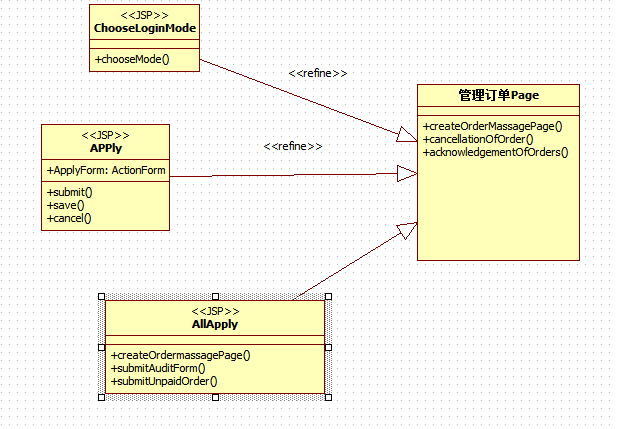 <<JSP>>
ChooseLoginMode
+chooseMode()
<<refine>>
管理订单Page
+createOrderMassagePage()
+cancellationOfOrder()
+acknowledgementOfOrders()
<<JSP>>
APPly
+ApplyForm: ActionForm
+submit()
+save()
+cancel()
<<refine>>
<<JSP>>
AllApply
+createOrdermassagePage()
+submitAuditForm()
+submitUnpaidOrder()